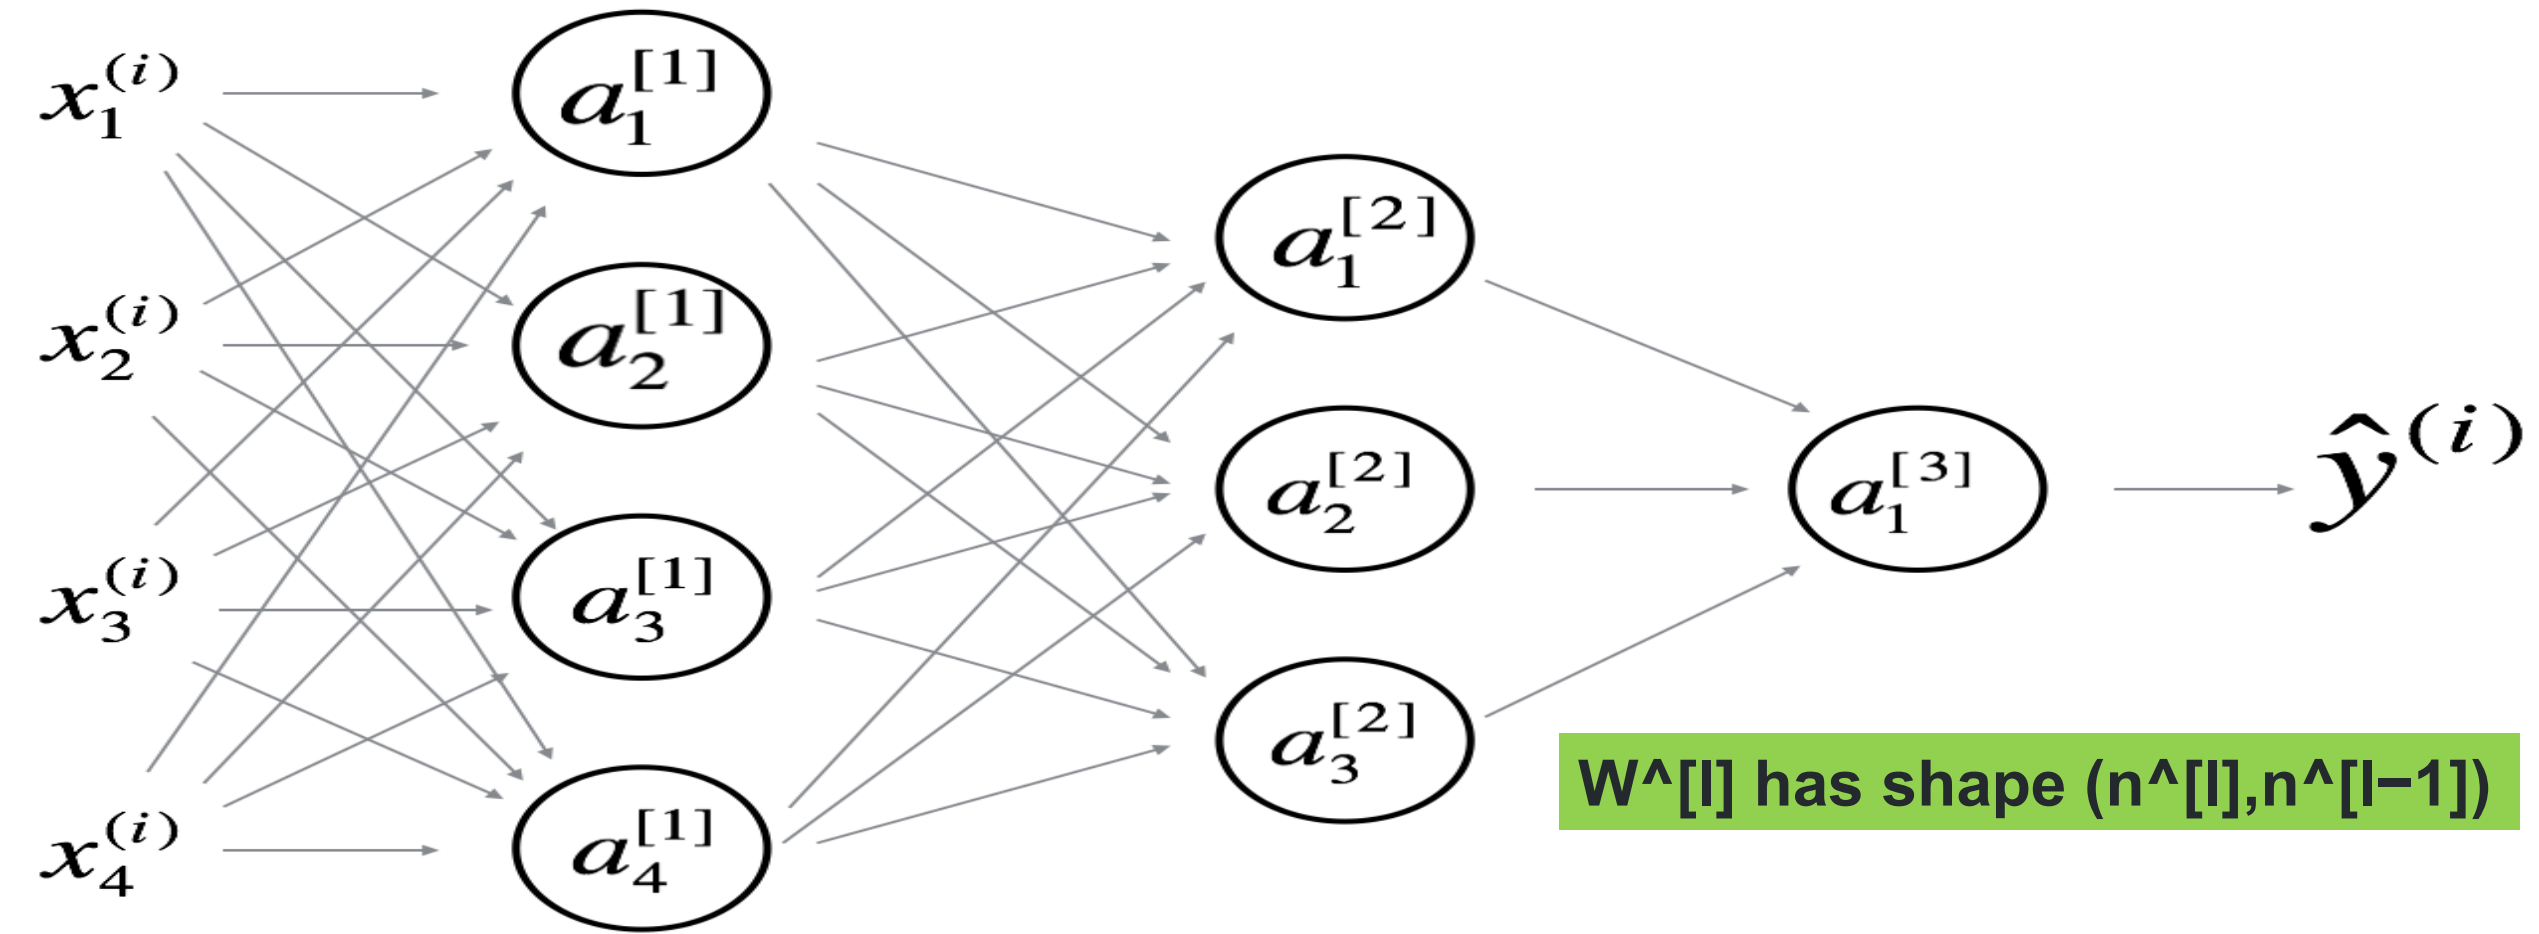 x_1^{(i)}
x_2^{(i)}
x_3^{(i)}
x_4^{(i)}
a_1^{[1]}
a_2^{[1]}
a_3^{[1]}
a_4^{[1]}
a_1^{[2]}
a_2^{[2]}
a_3^{[2]}
a_1^{[3]}
ŷ^{(i)}
W^[l] has shape (n^[l],n^[l−1])